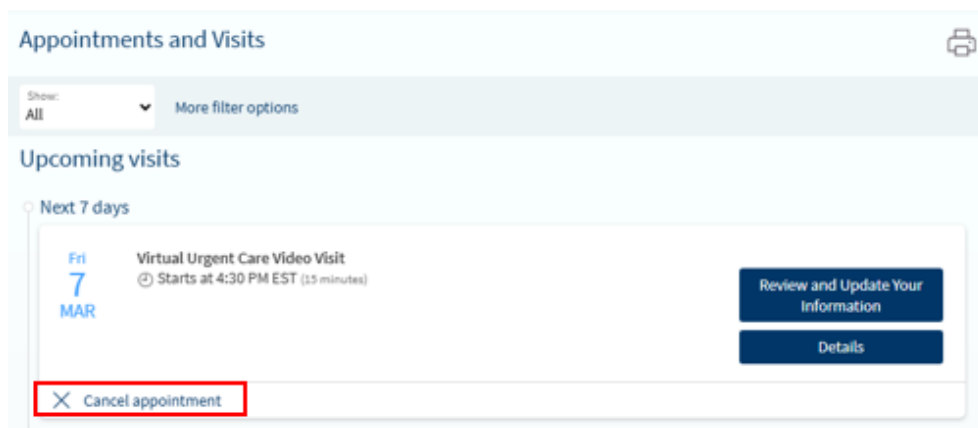 Appointments and Visits
Show:
All
More filter options
Upcoming visits
Next 7 days
Fri
7
MAR
Virtual Urgent Care Video Visit
Starts at 4:30 PM EST (15 minutes)
Review and Update Your
Information
Details
Cancel appointment